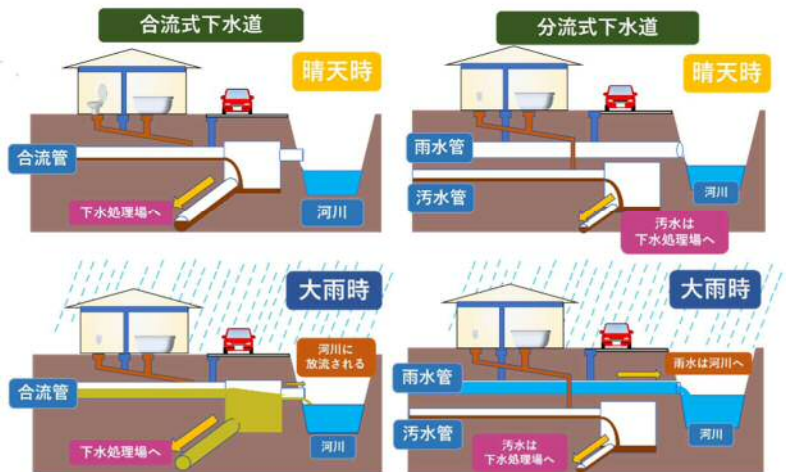 合流式下水道
晴天時
合流管
下水処理場へ
河川
分流式下水道
晴天時
雨水管
汚水管
河川
汚水は
下水処理場へ
大雨時
河川に
放流される
合流管
下水処理場へ
河川
大雨時
雨水は河川へ
雨水管
汚水管
汚水は
下水処理場へ
河川